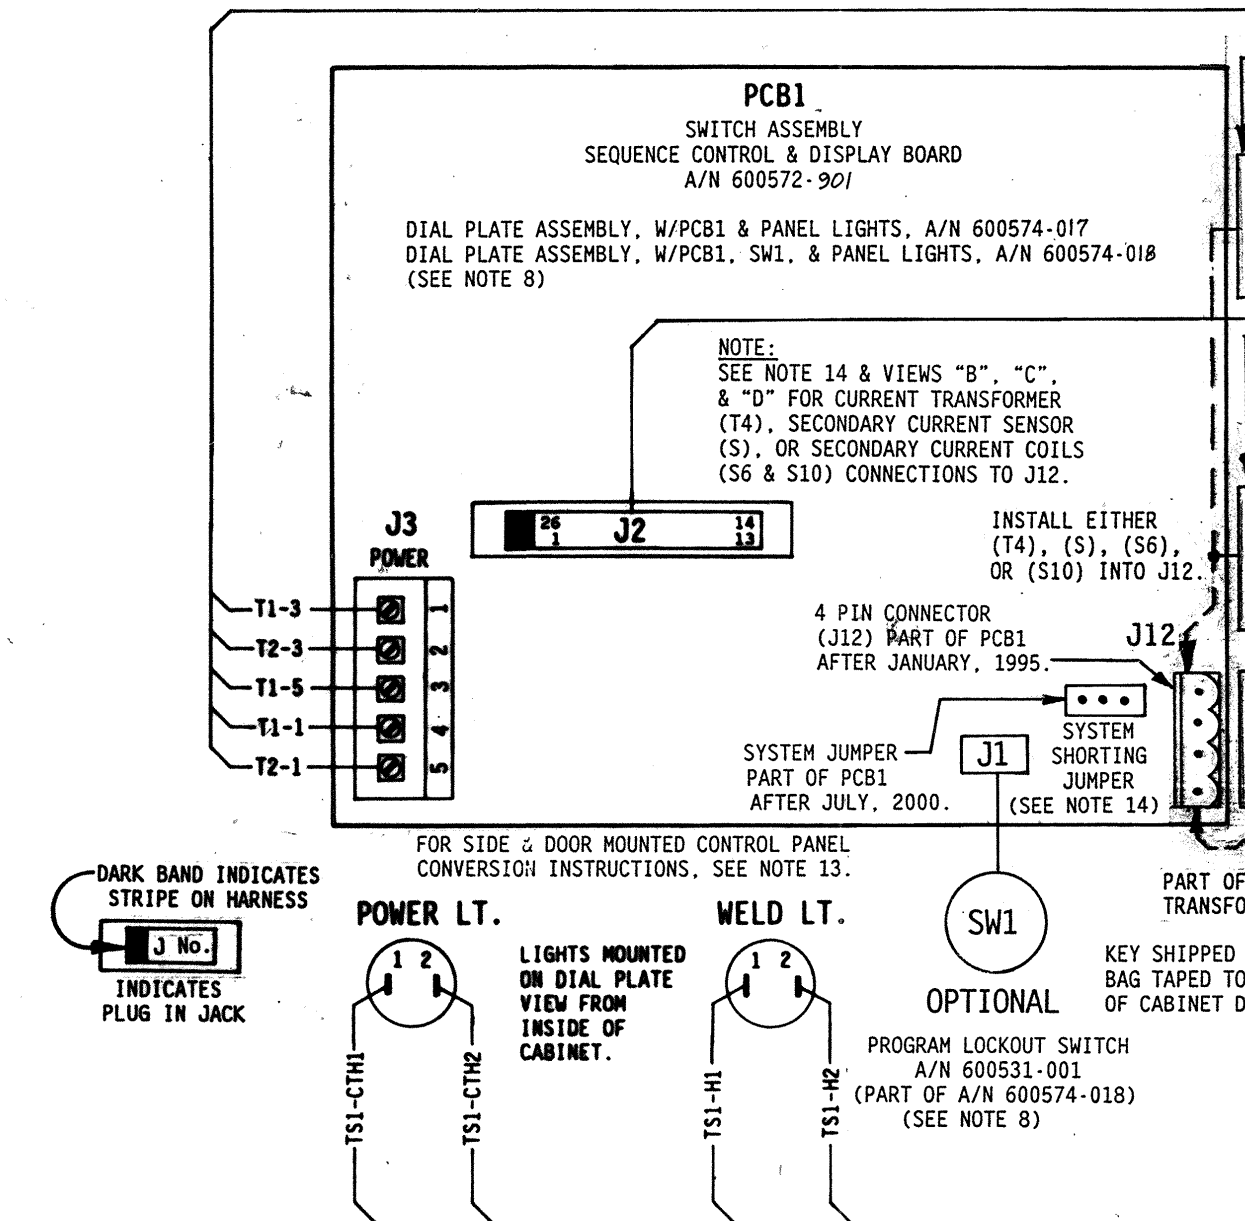 PCB1
SWITCH ASSEMBLY
SEQUENCE CONTROL & DISPLAY BOARD
A/N 600572-901
DIAL PLATE ASSEMBLY, W/PCB1 & PANEL LIGHTS, A/N 600574-017
DIAL PLATE ASSEMBLY, W/PCB1, SW1, & PANEL LIGHTS, A/N 600574-018
(SEE NOTE 8)
NOTE:
SEE NOTE 14 & VIEWS “B”, “C”,
& “D” FOR CURRENT TRANSFORMER
(T4), SECONDARY CURRENT SENSOR
(S), OR SECONDARY CURRENT COILS
(S6 & S10) CONNECTIONS TO J12.
J3
POWER
26
1
J2
14
13
INSTALL EITHER
(T4), (S), (S6),
OR (S10) INTO J12.
T1-3
1
T2-3
2
T1-5
3
T1-1
4
T2-1
5
4 PIN CONNECTOR
(J12) PART OF PCB1
AFTER JANUARY, 1995.
J12
SYSTEM JUMPER
PART OF PCB1
AFTER JULY, 2000.
J1
SYSTEM
SHORTING
JUMPER
(SEE NOTE 14)
FOR SIDE & DOOR MOUNTED CONTROL PANEL
CONVERSION INSTRUCTIONS, SEE NOTE 13.
DARK BAND INDICATES
STRIPE ON HARNESS
J No.
INDICATES
PLUG IN JACK
POWER LT.
1 2
TS1-CTH1
TS1-CTH2
LIGHTS MOUNTED
ON DIAL PLATE
VIEW FROM
INSIDE OF
CABINET.
WELD LT.
1 2
TS1-H1
TS1-H2
SW1
OPTIONAL
PROGRAM LOCKOUT SWITCH
A/N 600531-001
(PART OF A/N 600574-018)
(SEE NOTE 8)
PART OF
TRANSFO
KEY SHIPPED
BAG TAPED TO
OF CABINET D